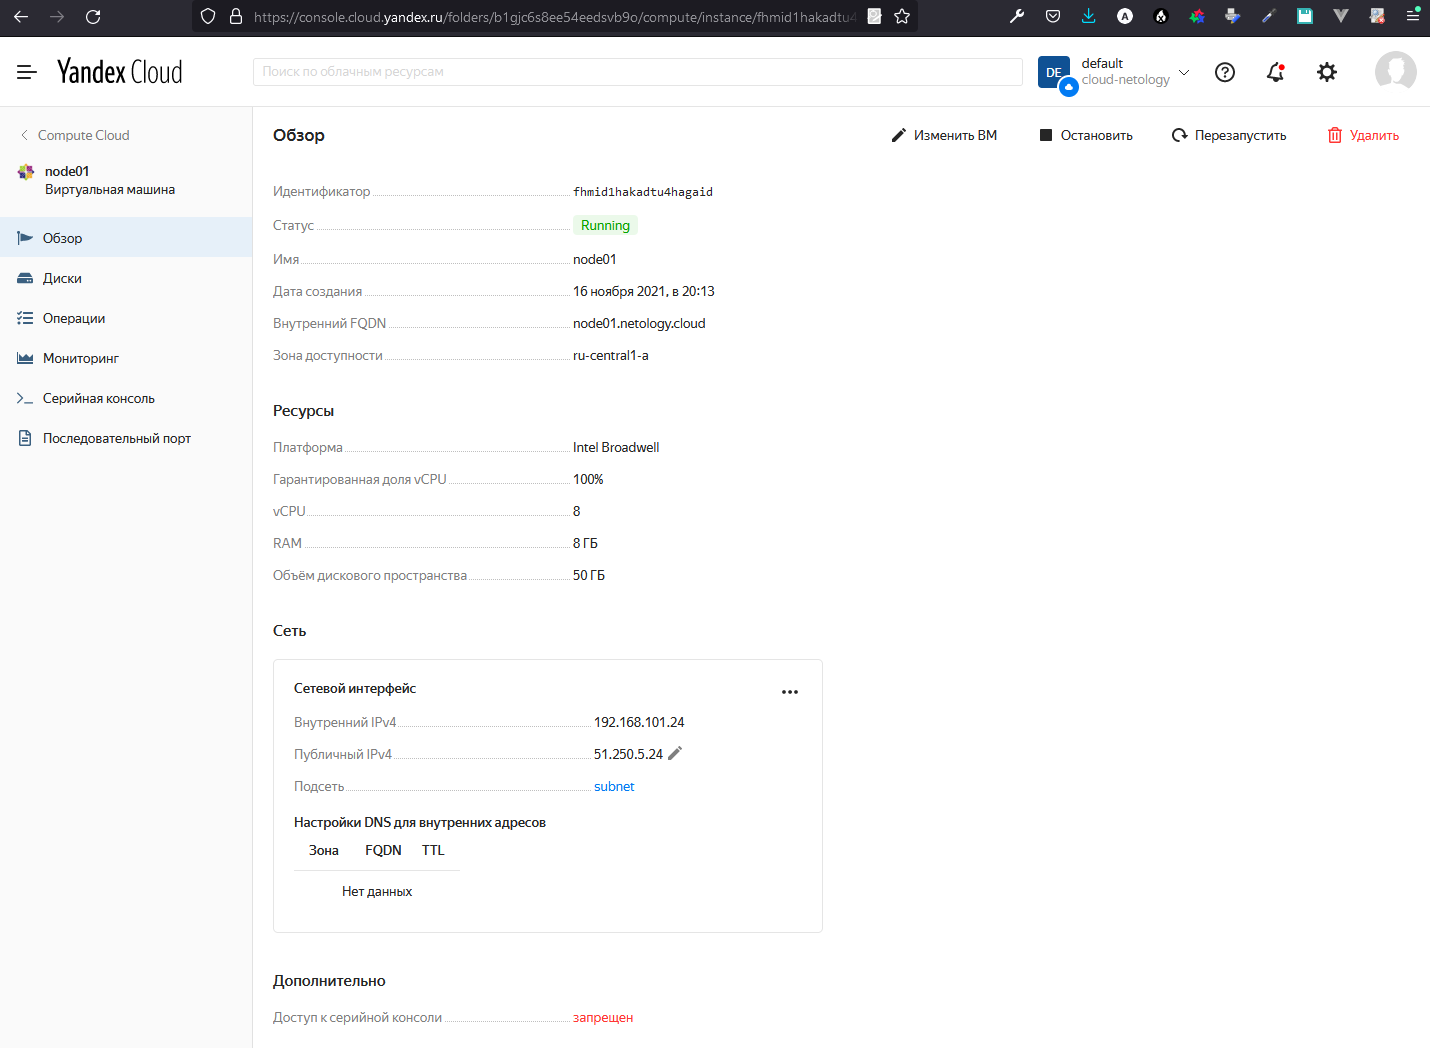 https://console.cloud.yandex.ru/folders/b1gjc6s8ee54eedsvb9o/compute/instance/fhmid1hakadtu4
Yandex Cloud
Поиск по облачным ресурсам
DE
default
cloud-netology
Compute Cloud
node01
Виртуальная машина
Обзор
Диски
Операции
Мониторинг
Серийная консоль
Последовательный порт
Обзор
Изменить ВМ
Остановить
Перезапустить
Удалить
Идентификатор fhmid1hakadtu4hagaid
Статус Running
Имя node01
Дата создания 16 ноября 2021, в 20:13
Внутренний FQDN node01.netology.cloud
Зона доступности ru-central1-a
Ресурсы
Платформа Intel Broadwell
Гарантированная доля vCPU 100%
vCPU 8
RAM 8 ГБ
Объём дискового пространства 50 ГБ
Сеть
Сетевой интерфейс
Внутренний IPv4 192.168.101.24
Публичный IPv4 51.250.5.24
Подсеть subnet
Настройки DNS для внутренних адресов
Зона FQDN TTL
Нет данных
Дополнительно
Доступ к серийной консоли запрещен